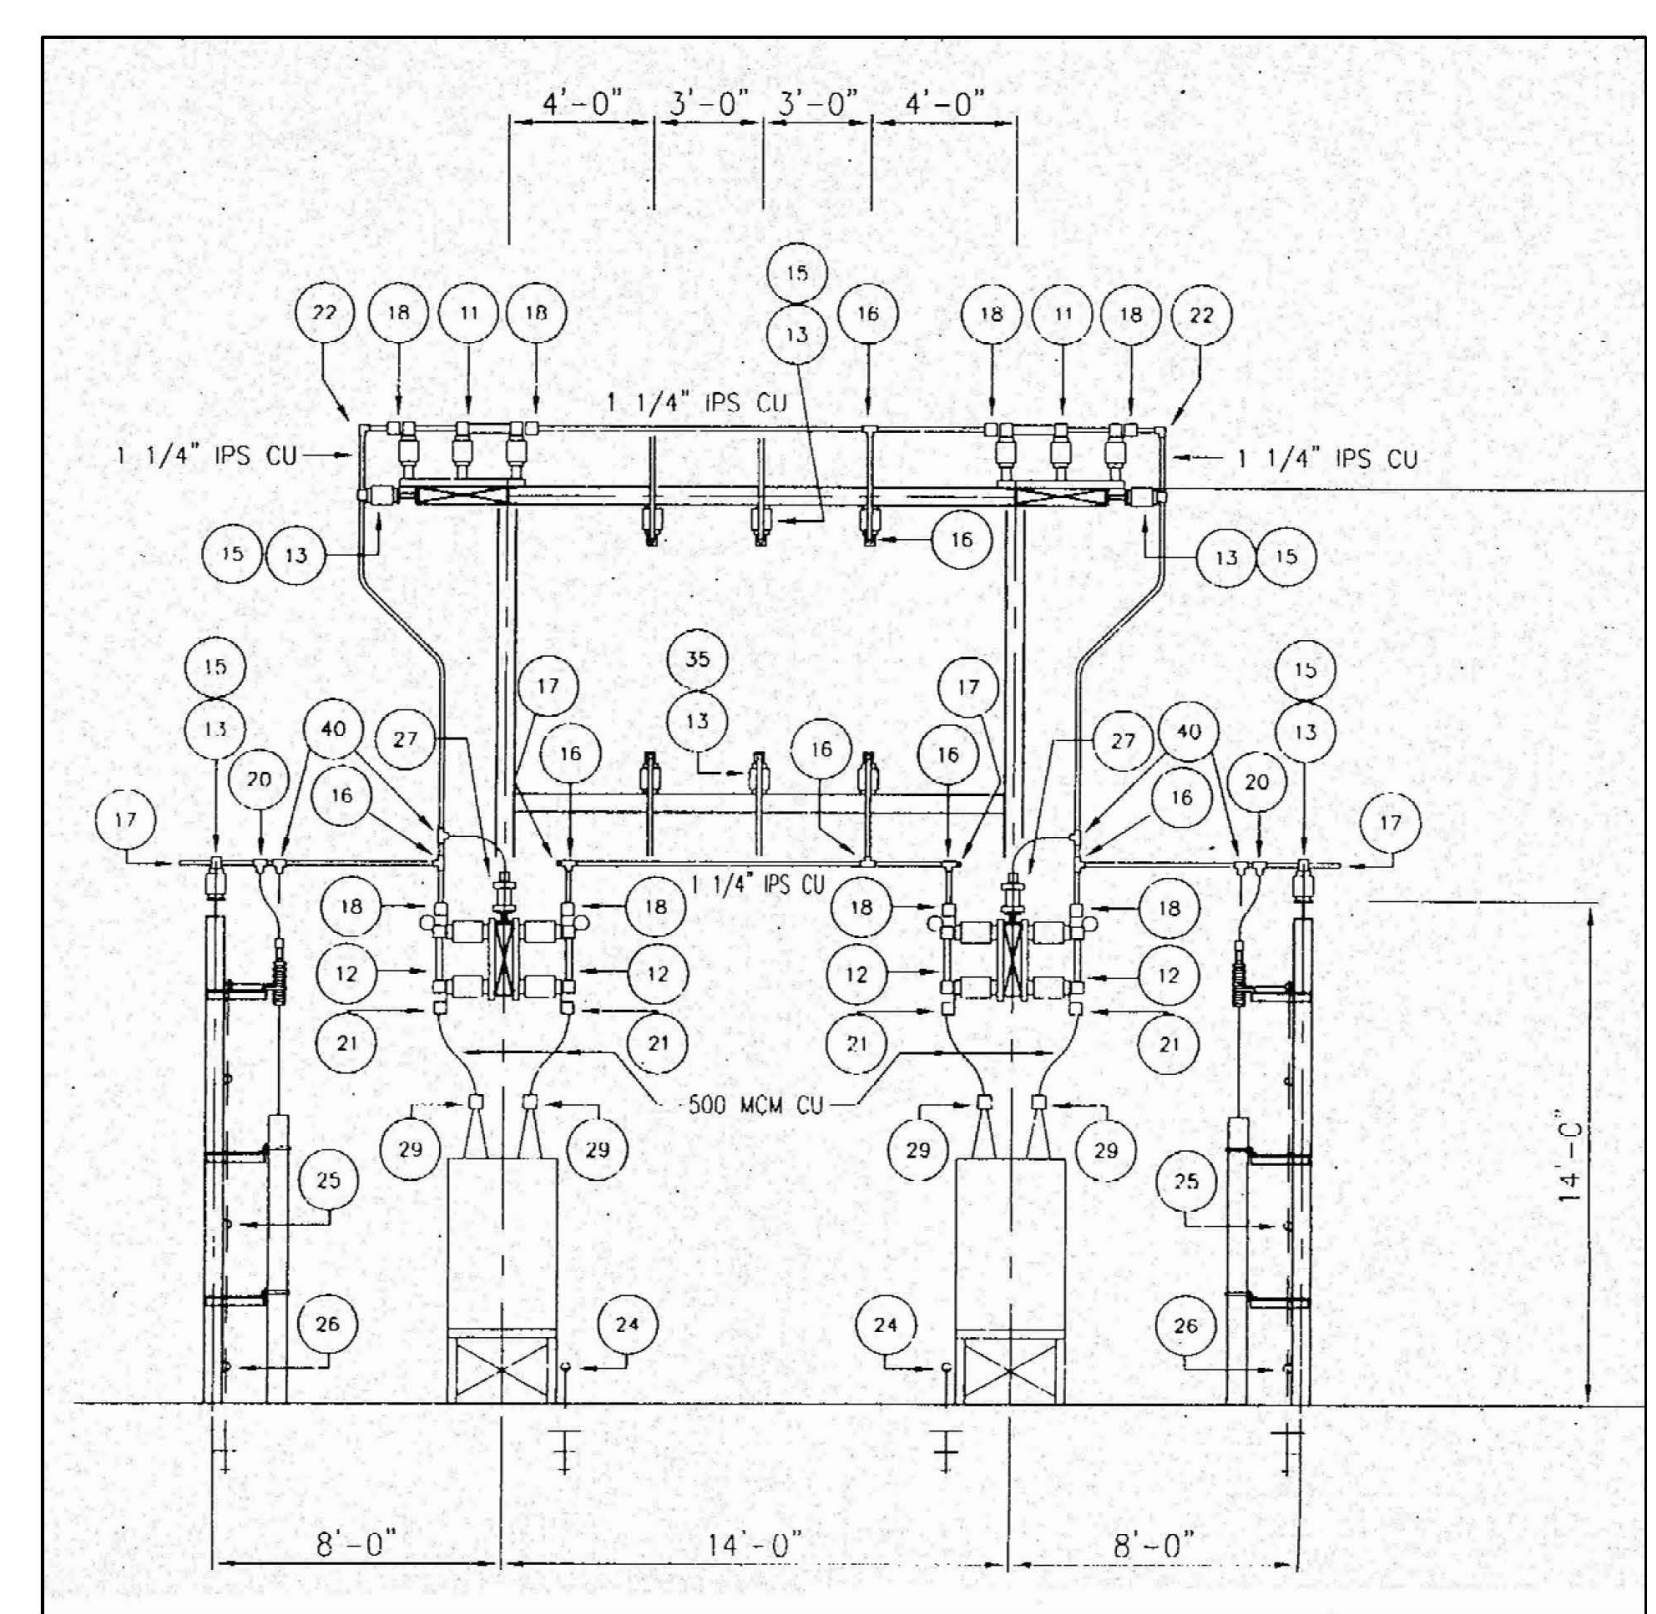 4'-0" 3'-0" 3'-0" 4'-0"
15
22 18 11 18 13 16 18 11 18 22
1 1/4" IPS CU
1 1/4" IPS CU 1 1/4" IPS CU
15 13 16 13 15
15 35 15
17 17
13 40 27 13 40 27 13
20 16 16 16 20
16 16
17 17
1 1/4" IPS CU
18 18 18 18
12 12 12 12
21 21 21 21
500 MCM CU
29 29 29 29
25 25 14'-0"
26 24 24 26
8'-0" 14'-0" 8'-0"